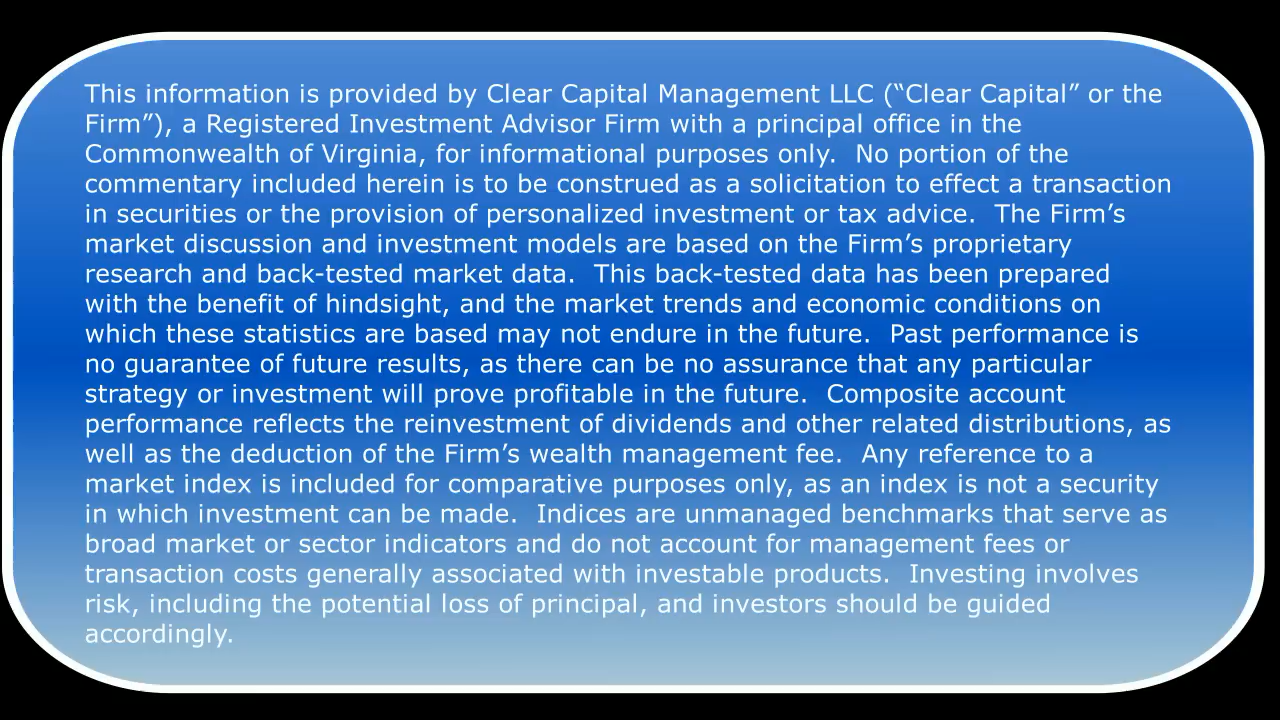 This information is provided by Clear Capital Management LLC (“Clear Capital” or the
Firm”), a Registered Investment Advisor Firm with a principal office in the
Commonwealth of Virginia, for informational purposes only.  No portion of the
commentary included herein is to be construed as a solicitation to effect a transaction
in securities or the provision of personalized investment or tax advice.  The Firm’s
market discussion and investment models are based on the Firm’s proprietary
research and back-tested market data.  This back-tested data has been prepared
with the benefit of hindsight, and the market trends and economic conditions on
which these statistics are based may not endure in the future.  Past performance is
no guarantee of future results, as there can be no assurance that any particular
strategy or investment will prove profitable in the future.  Composite account
performance reflects the reinvestment of dividends and other related distributions, as
well as the deduction of the Firm’s wealth management fee.  Any reference to a
market index is included for comparative purposes only, as an index is not a security
in which investment can be made.  Indices are unmanaged benchmarks that serve as
broad market or sector indicators and do not account for management fees or
transaction costs generally associated with investable products.  Investing involves
risk, including the potential loss of principal, and investors should be guided
accordingly.